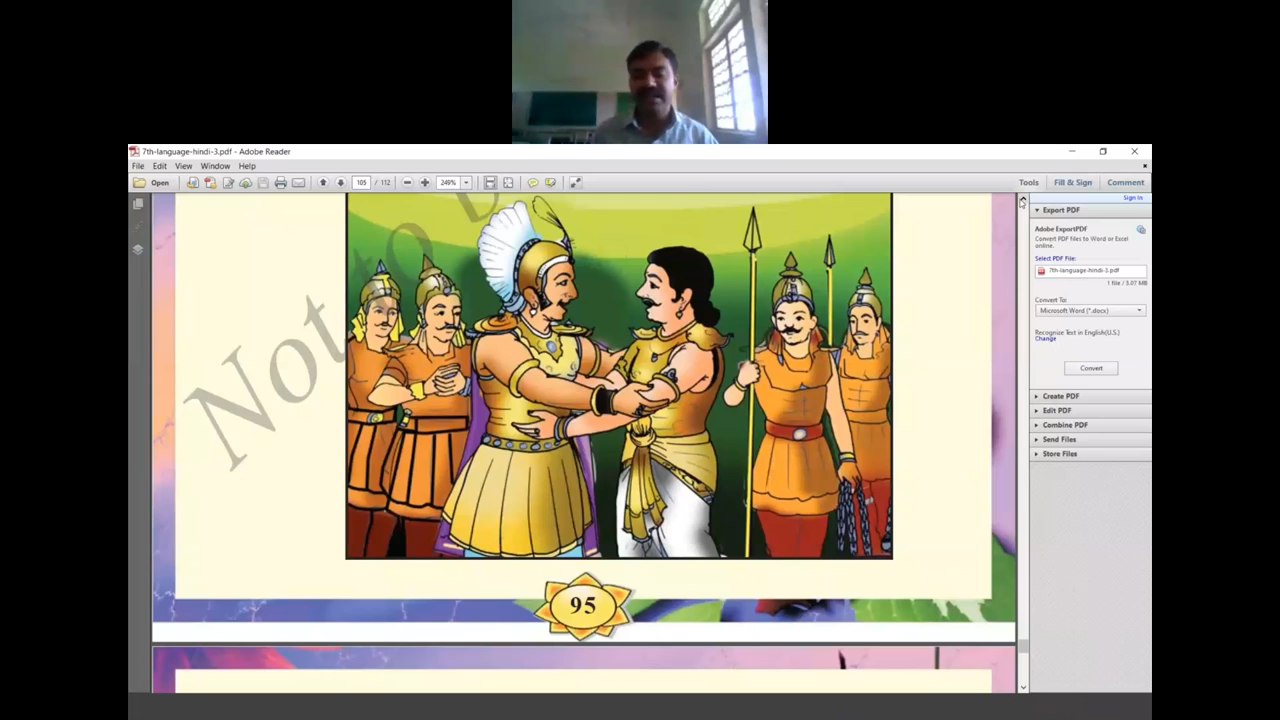 7th-language-hindi-3.pdf - Adobe Reader
File Edit View Window Help
Open 105 / 112 249% Tools Fill & Sign Comment
Sign In
Export PDF
Adobe ExportPDF
Convert PDF files to Word or Excel
online.
Select PDF File:
7th-language-hindi-3.pdf
1 file / 3.07 MB
Convert To:
Microsoft Word (*.docx)
Recognize Text in English(U.S.)
Change
Convert
Create PDF
Edit PDF
Combine PDF
Send Files
Store Files
Not to
95